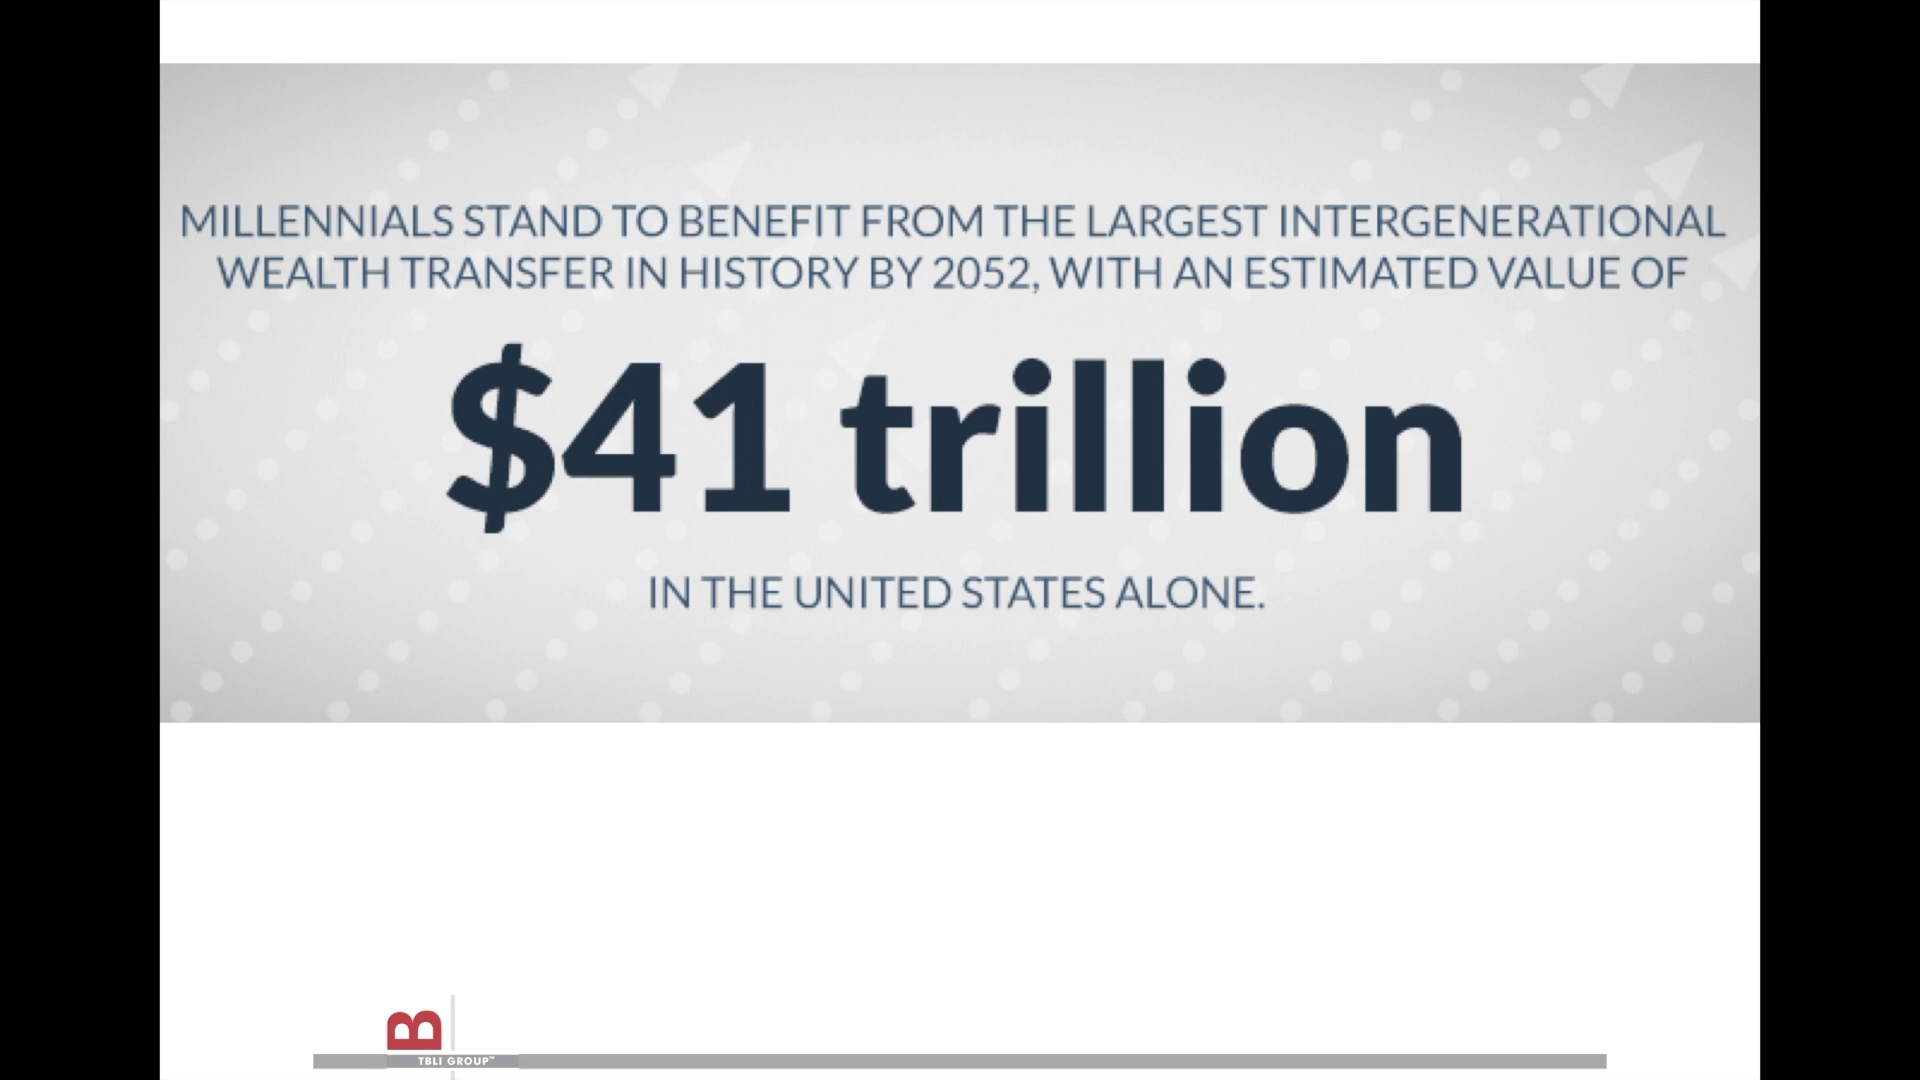 MILLENNIALS STAND TO BENEFIT FROM THE LARGEST INTERGENERATIONAL
WEALTH TRANSFER IN HISTORY BY 2052, WITH AN ESTIMATED VALUE OF
$41 trillion
IN THE UNITED STATES ALONE.
B
TBLI GROUP™